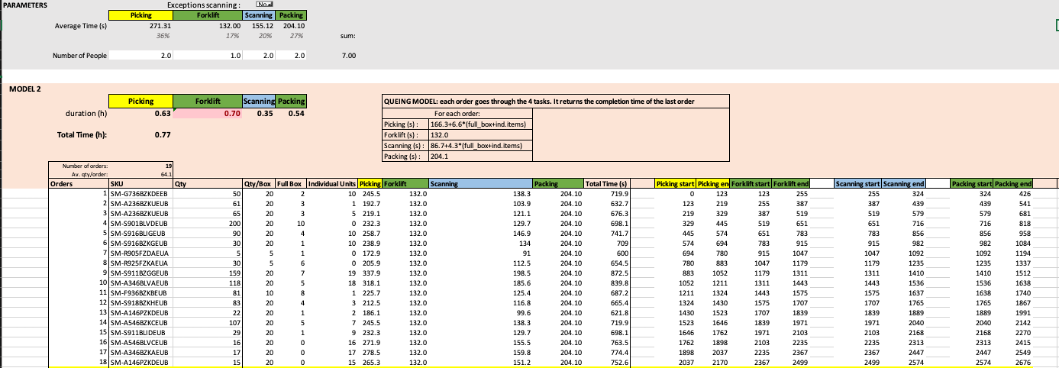 PARAMETERS Exceptions scanning :
Picking Forklift Scanning Packing
Average Time (s) 271.31 132.00 155.12 204.10
36% 17% 20% 27% sum:
Number of People 2.0 1.0 2.0 2.0 7.00
MODEL 2
Picking Forklift Scanning Packing
duration (h) 0.63 0.70 0.35 0.54
Total Time (h): 0.77
QUEING MODEL: each order goes through the 4 tasks. It returns the completion time of the last order
For each order:
Picking (s) : 166.3+6.6*(full_box+ind.items)
Forklift (s) : 132.0
Scanning (s) : 86.7+4.3*(full_box+ind.items)
Packing (s) : 204.1
Number of orders: 19
Av. qty/order: 64.1
Orders SKU Qty Qty/Box Full Box Individual Units Picking Forklift Scanning Packing Total Time (s) Picking start Picking en Forklift start Forklift end Scanning start Scanning end Packing start Packing end
1 SM-G736BZKDEEB 50 20 2 10 245.5 132.0 138.3 204.10 719.9 0 123 123 255 255 324 324 426
2 SM-A236BZKUEUB 61 20 3 1 192.7 132.0 103.9 204.10 632.7 123 219 255 387 387 439 439 541
3 65 20 3 5 219.1 132.0 121.1 204.10 676.3 219 329 387 519 519 579 579 681
4 SM-S901BLVDEUB 200 20 10 0 232.3 132.0 129.7 204.10 698.1 329 445 519 651 651 716 716 818
5 90 20 4 10 258.7 132.0 146.9 204.10 741.7 445 574 651 783 783 856 856 958
6 SM-S916BZKGEUB 30 20 1 10 238.9 132.0 134 204.10 709 574 694 783 915 915 982 982 1084
7 SM-R905FZDAEUA 5 5 1 0 172.9 132.0 91 204.10 600 694 780 915 1047 1047 1092 1092 1194
8 SM-R925FZKAEUA 30 5 6 0 205.9 132.0 112.5 204.10 654.5 780 883 1047 1179 1179 1235 1235 1337
9 SM-S911BZGGEUB 159 20 7 19 337.9 132.0 198.5 204.10 872.5 883 1052 1179 1311 1311 1410 1410 1512
10 SM-A346BLVAEUB 118 20 5 18 318.1 132.0 185.6 204.10 839.8 1052 1211 1311 1443 1443 1536 1536 1638
11 SM-F936BZKBEUB 81 10 8 1 225.7 132.0 125.4 204.10 687.2 1211 1324 1443 1575 1575 1637 1638 1740
12 SM-S918BZKHEUB 83 20 4 3 212.5 132.0 116.8 204.10 665.4 1324 1430 1575 1707 1707 1765 1765 1867
13 SM-A146PZKCEUB 22 20 1 2 186.1 132.0 99.6 204.10 621.8 1430 1523 1707 1839 1839 1889 1889 1991
14 SM-A546BZKCEUB 107 20 5 7 245.5 132.0 138.3 204.10 719.9 1523 1646 1839 1971 1971 2040 2040 2142
15 29 20 1 9 232.3 132.0 129.7 204.10 698.1 1646 1762 1971 2103 2103 2168 2168 2270
16 SM-A546BLVCEUB 16 20 0 16 271.9 132.0 155.5 204.10 763.5 1762 1898 2103 2235 2235 2313 2313 2415
17 SM-A346BZKAEUB 17 20 0 17 278.5 132.0 159.8 204.10 774.4 1898 2037 2235 2367 2367 2447 2447 2549
18 SM-A146PZKDEUB 15 20 0 15 265.3 132.0 151.2 204.10 752.6 2037 2170 2367 2499 2499 2574 2574 2676